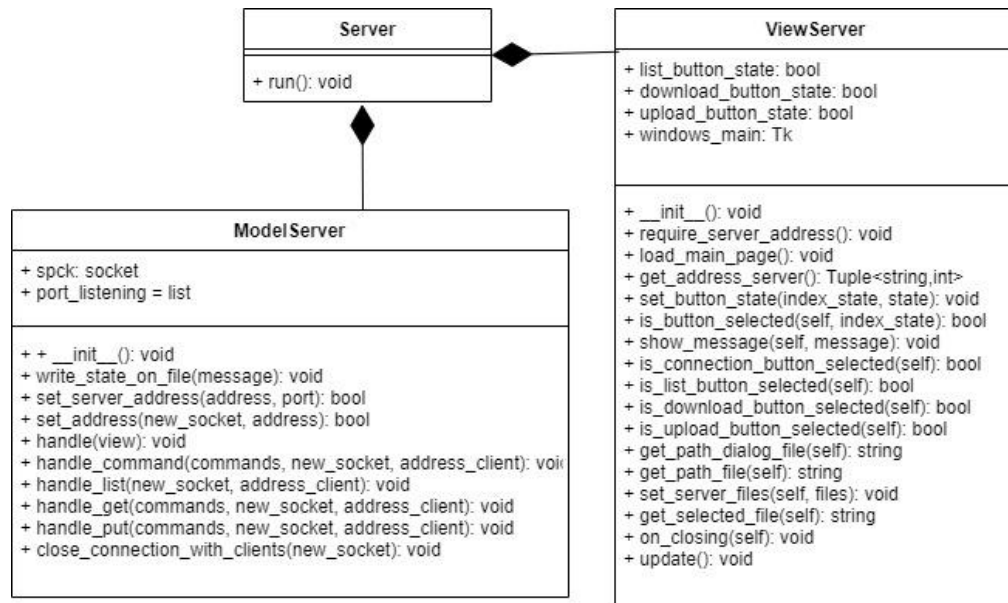 Server
+ run(): void
ViewServer
+ list_button_state: bool
+ download_button_state: bool
+ upload_button_state: bool
+ windows_main: Tk
+ __init__(): void
+ require_server_address(): void
+ load_main_page(): void
+ get_address_server(): Tuple<string,int>
+ set_button_state(index_state, state): void
+ is_button_selected(self, index_state): bool
+ show_message(self, message): void
+ is_connection_button_selected(self): bool
+ is_list_button_selected(self): bool
+ is_download_button_selected(self): bool
+ is_upload_button_selected(self): bool
+ get_path_dialog_file(self): string
+ get_path_file(self): string
+ set_server_files(self, files): void
+ get_selected_file(self): string
+ on_closing(self): void
+ update(): void
ModelServer
+ spck: socket
+ port_listening = list
+ + __init__(): void
+ write_state_on_file(message): void
+ set_server_address(address, port): bool
+ set_address(new_socket, address): bool
+ handle(view): void
+ handle_command(commands, new_socket, address_client): voi
+ handle_list(new_socket, address_client): void
+ handle_get(commands, new_socket, address_client): void
+ handle_put(commands, new_socket, address_client): void
+ close_connection_with_clients(new_socket): void